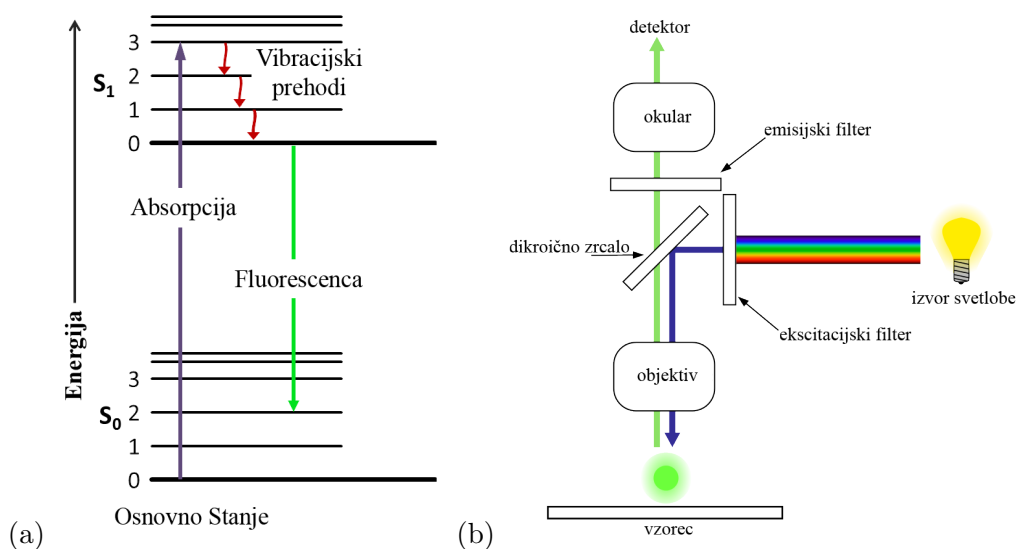 Energija
S1
3
2
1
0
Vibracijski
prehodi
Absorpcija
Fluorescenca
S0
3
2
1
0
Osnovno Stanje
(a)
detektor
okular
emisijski filter
dikroično zrcalo
izvor svetlobe
ekscitacijski filter
objektiv
vzorec
(b)